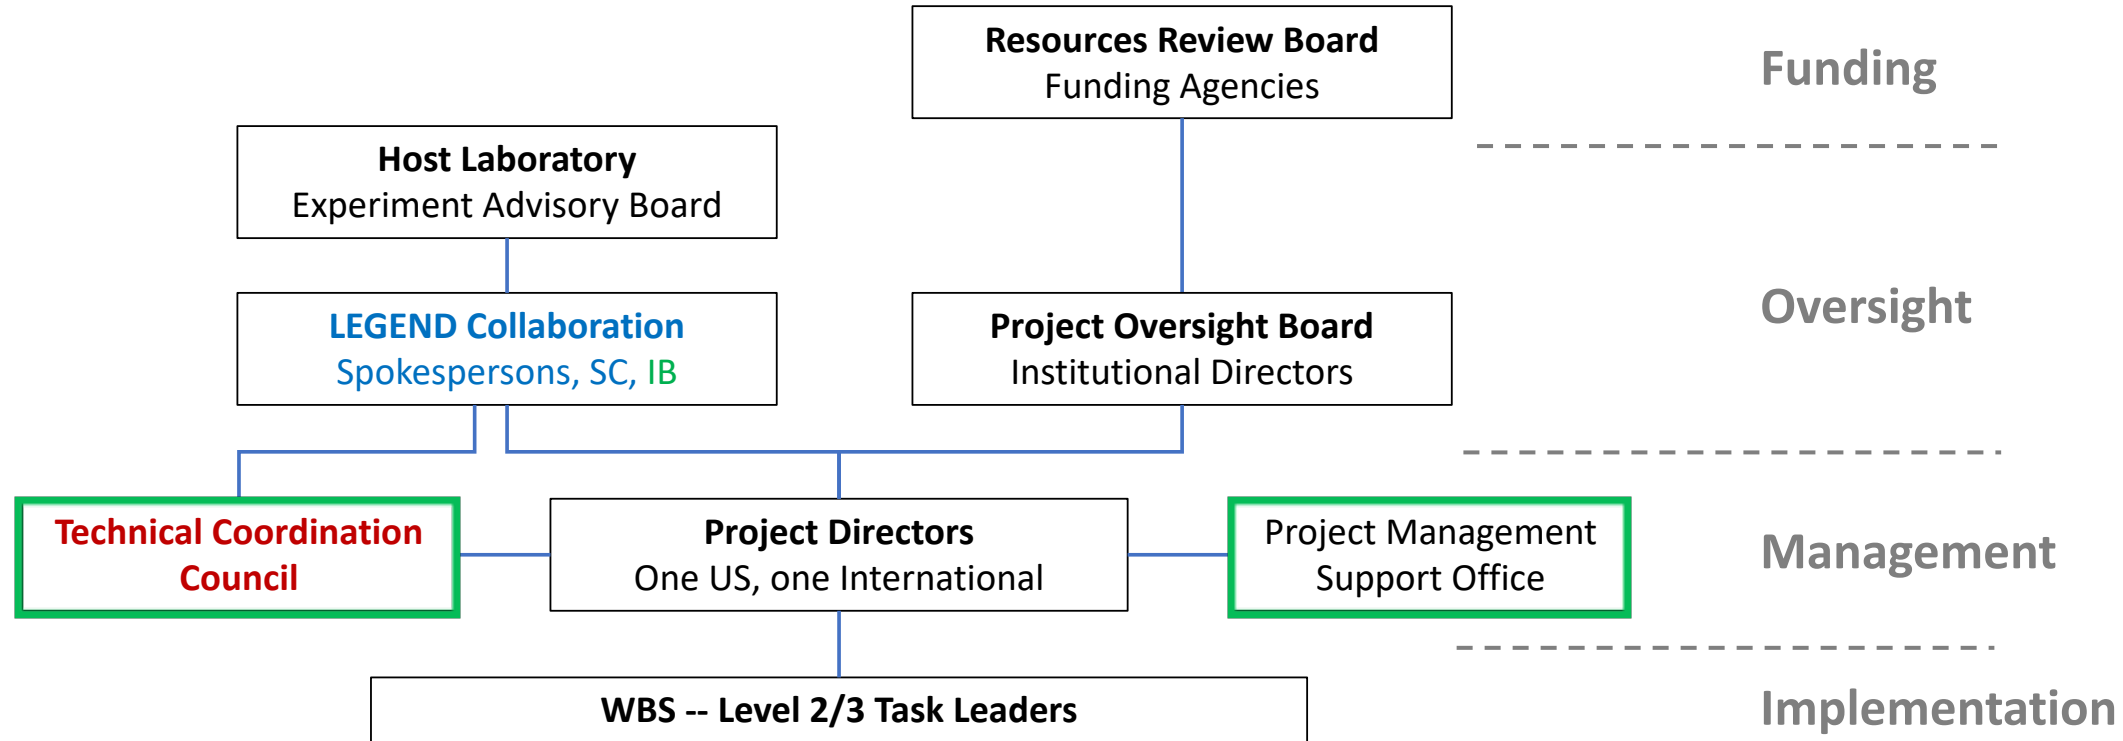 Resources Review Board
Funding Agencies
Funding
Host Laboratory
Experiment Advisory Board
LEGEND Collaboration
Spokespersons, SC, IB
Project Oversight Board
Institutional Directors
Oversight
Technical Coordination
Council
Project Directors
One US, one International
Project Management
Support Office
Management
WBS -- Level 2/3 Task Leaders
Implementation